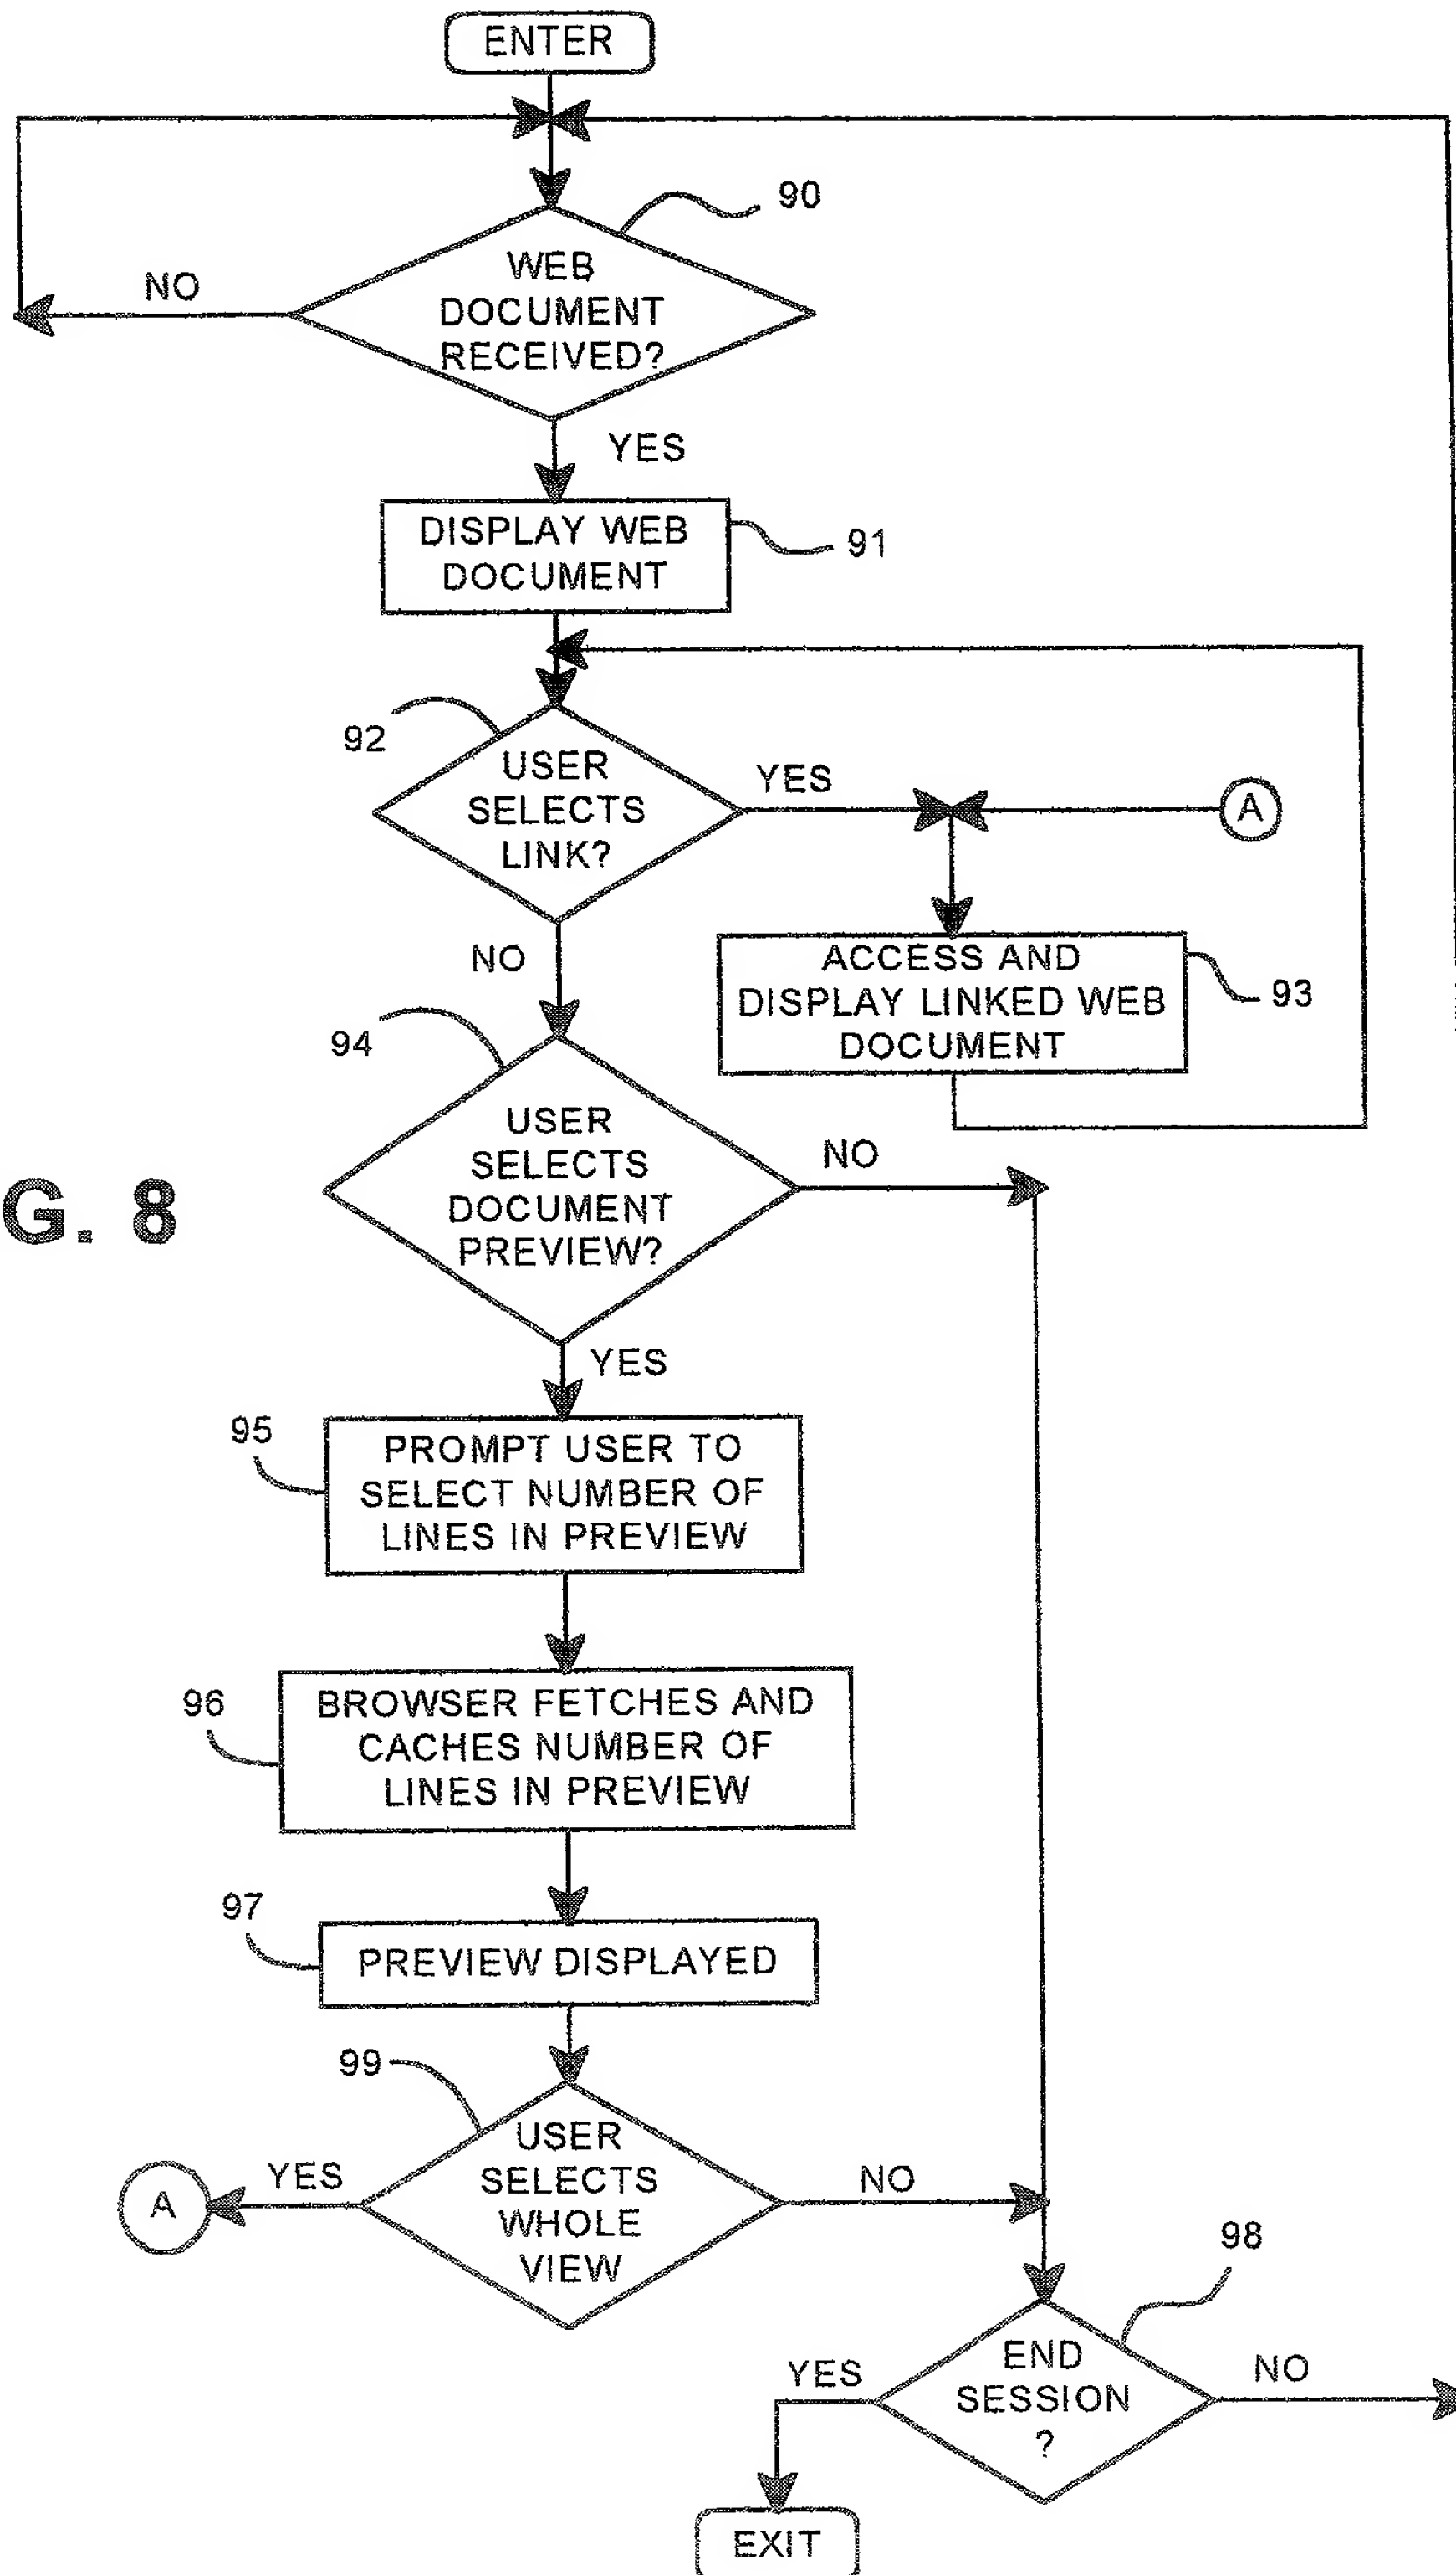 ENTER
90
WEB
DOCUMENT
RECEIVED?
NO
YES
DISPLAY WEB
DOCUMENT
91
92
USER
SELECTS
LINK?
YES
A
NO
ACCESS AND
DISPLAY LINKED WEB
DOCUMENT
93
94
USER
SELECTS
DOCUMENT
PREVIEW?
NO
G. 8
YES
95
PROMPT USER TO
SELECT NUMBER OF
LINES IN PREVIEW
96
BROWSER FETCHES AND
CACHES NUMBER OF
LINES IN PREVIEW
97
PREVIEW DISPLAYED
99
USER
SELECTS
WHOLE
VIEW
YES
A
NO
98
END
SESSION
?
YES
NO
EXIT